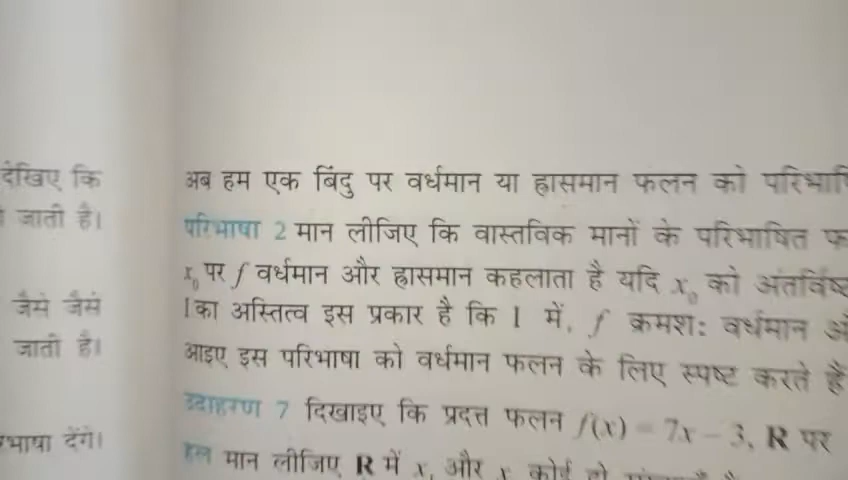 देखिए कि
जाती है।
जैसे जैसे
जाती है।
देंगे।
अब हम एक बिंदु पर वर्धमान या ह्रासमान फलन को
परिभाषा 2 मान लीजिए कि वास्तविक मानों के परिभाषित
x₀ पर f वर्धमान और ह्रासमान कहलाता है यदि x₀ को
I का अस्तित्व इस प्रकार है कि I में, f क्रमश: वर्धमान
आइए इस परिभाषा को वर्धमान फलन के लिए स्पष्ट करते हैं
उदाहरण 7 दिखाइए कि प्रदत्त फलन f(x) = 7x – 3, R पर
हल मान लीजिए R में x और x कोई दो